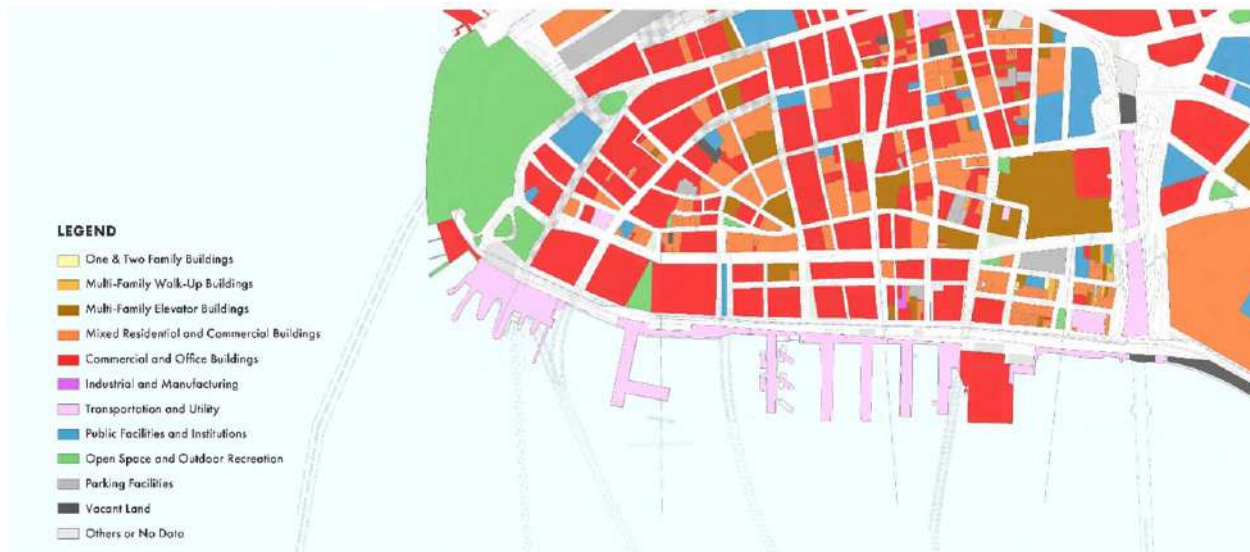 LEGEND
One & Two Family Buildings
Multi-Family Walk-Up Buildings
Multi-Family Elevator Buildings
Mixed Residential and Commercial Buildings
Commercial and Office Buildings
Industrial and Manufacturing
Transportation and Utility
Public Facilities and Institutions
Open Space and Outdoor Recreation
Parking Facilities
Vacant Land
Others or No Data